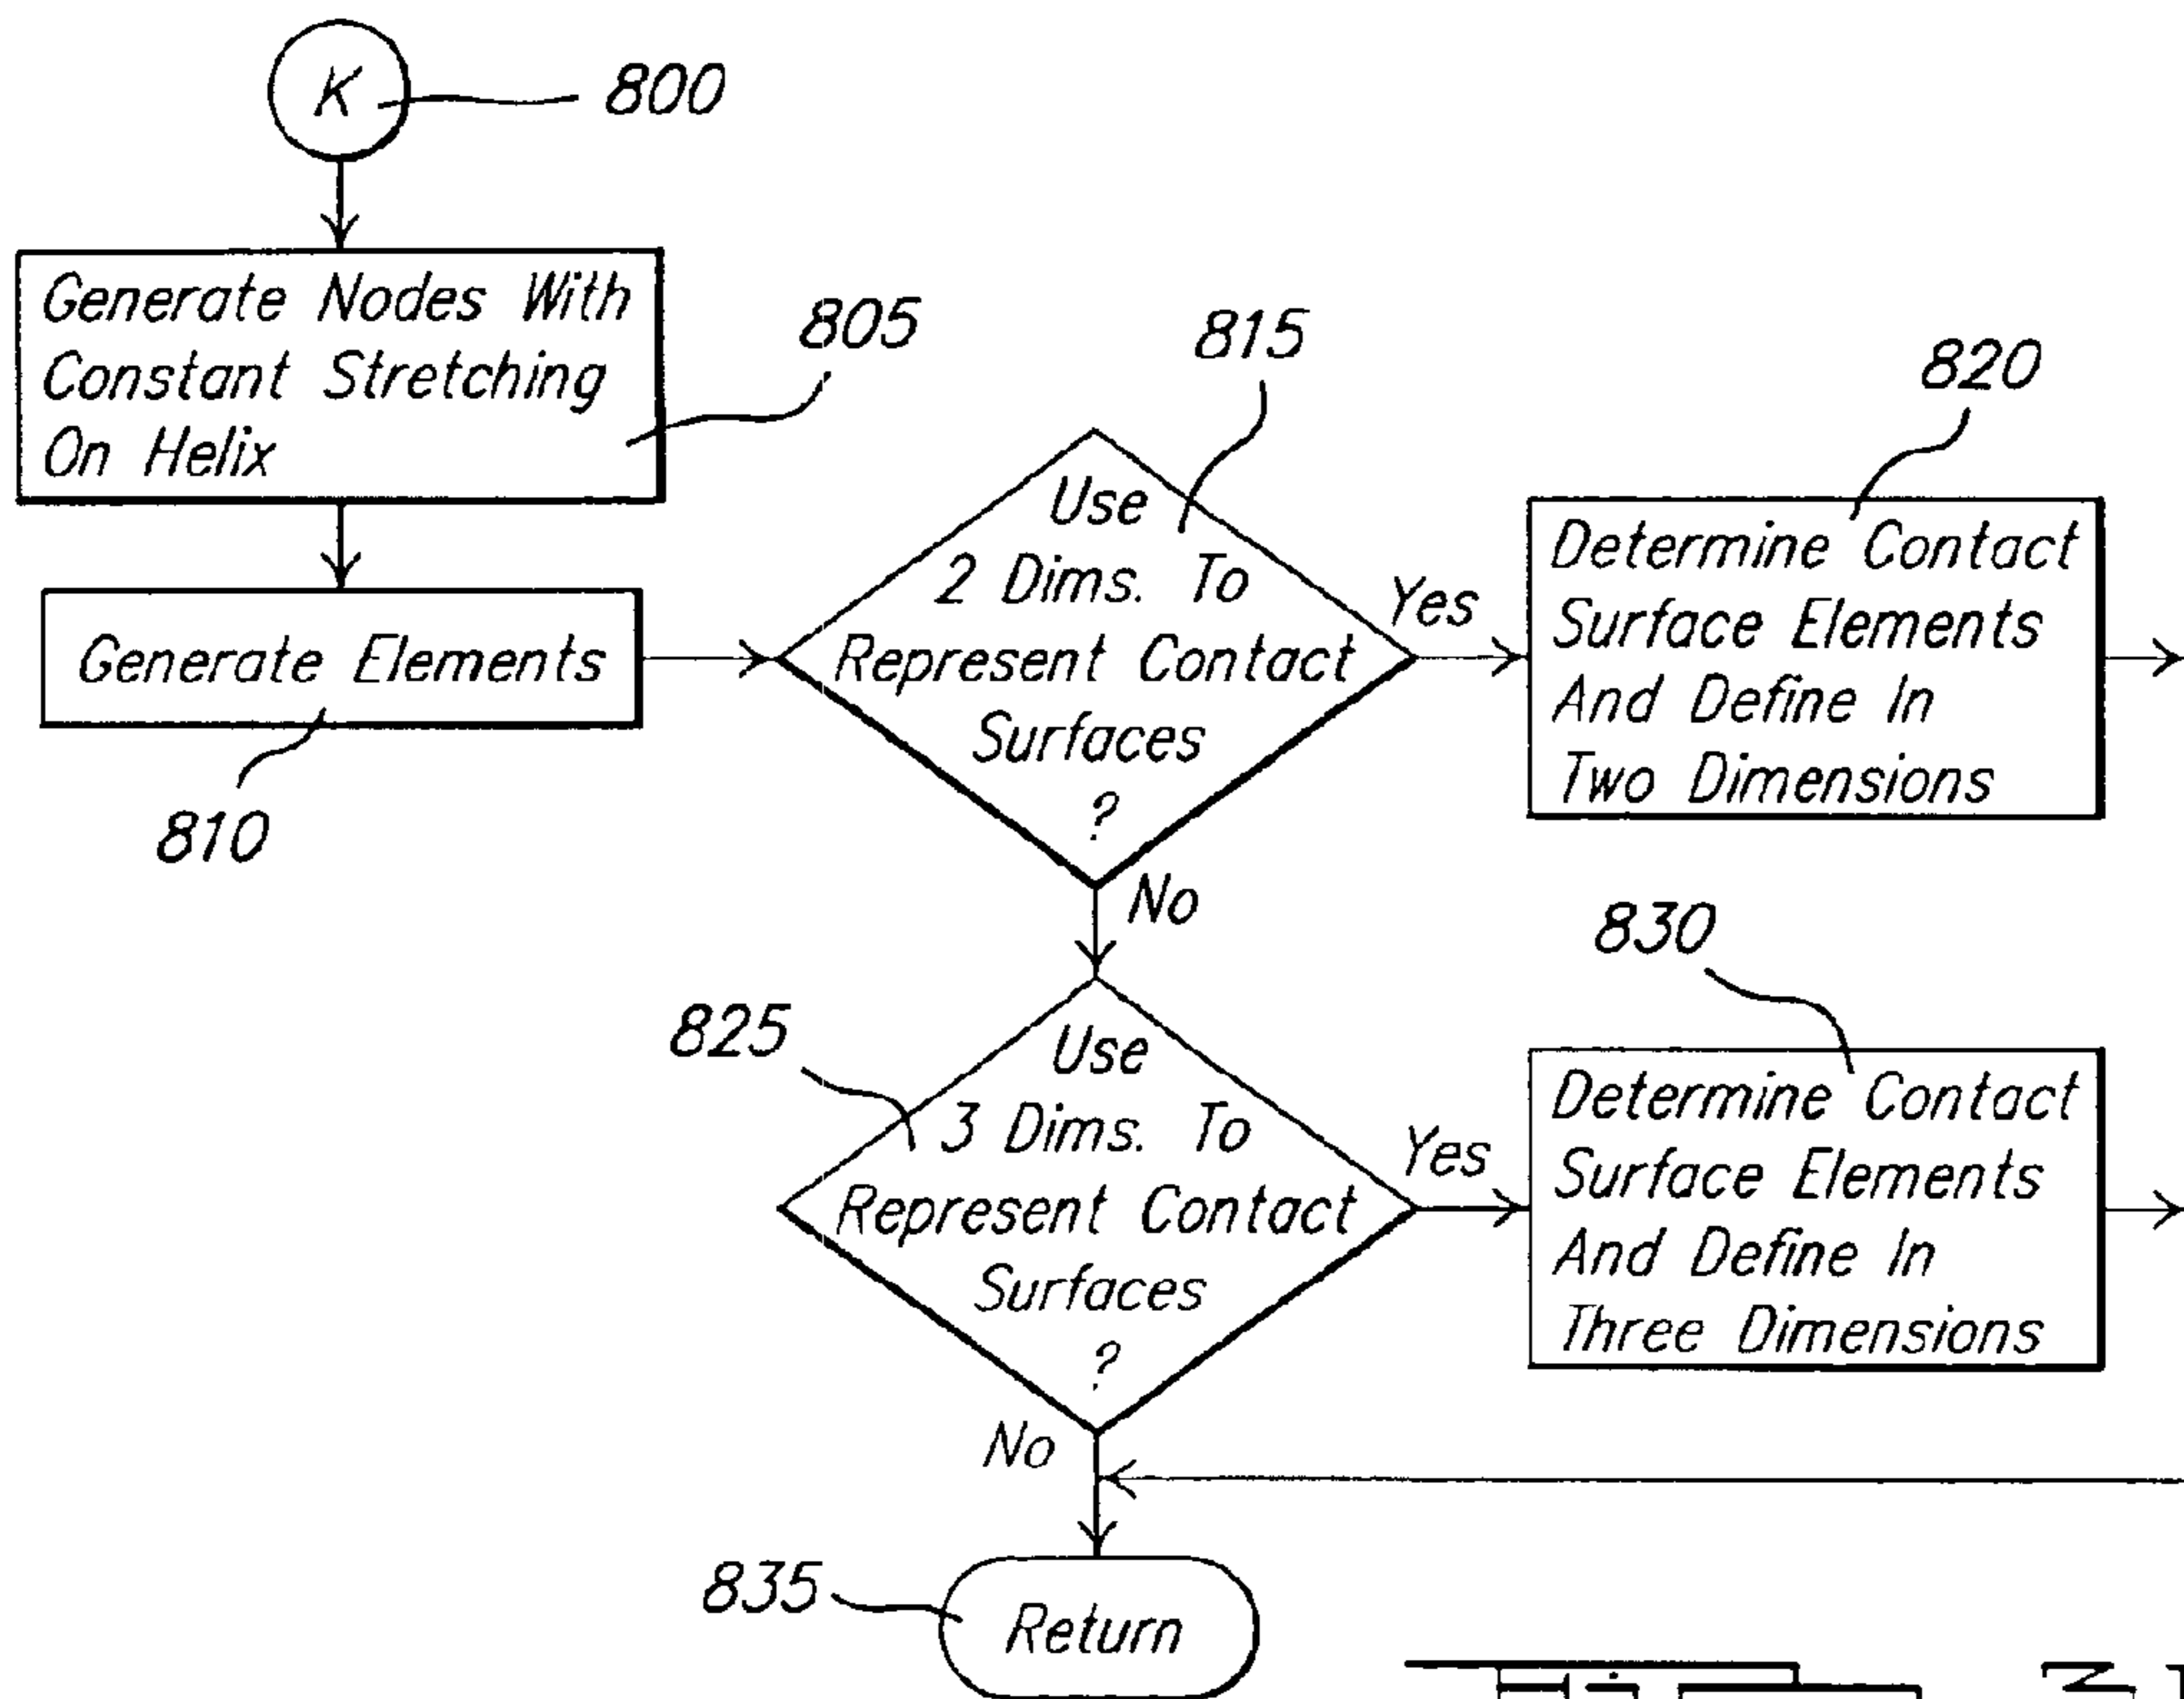 K
800
Generate Nodes With
Constant Stretching
On Helix
805
Generate Elements
810
815
Use
2 Dims. To
Represent Contact
Surfaces
?
Yes
No
820
Determine Contact
Surface Elements
And Define In
Two Dimensions
825
Use
3 Dims. To
Represent Contact
Surfaces
?
Yes
No
830
Determine Contact
Surface Elements
And Define In
Three Dimensions
835
Return